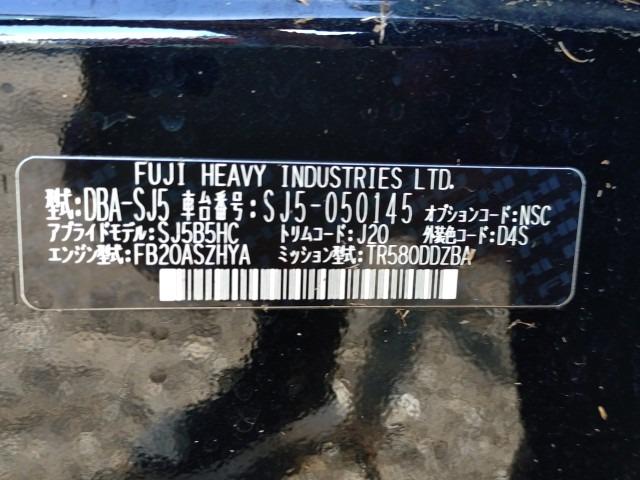 FUJI HEAVY INDUSTRIES LTD.
型式:DBA-SJ5 車台番号:SJ5-050145 オプションコード:NSC
アプライドモデル:SJ5B5HC トリムコード:J20 外装色コード:D4S
エンジン型式:FB20ASZHYA ミッション型式:TR580DDZBA